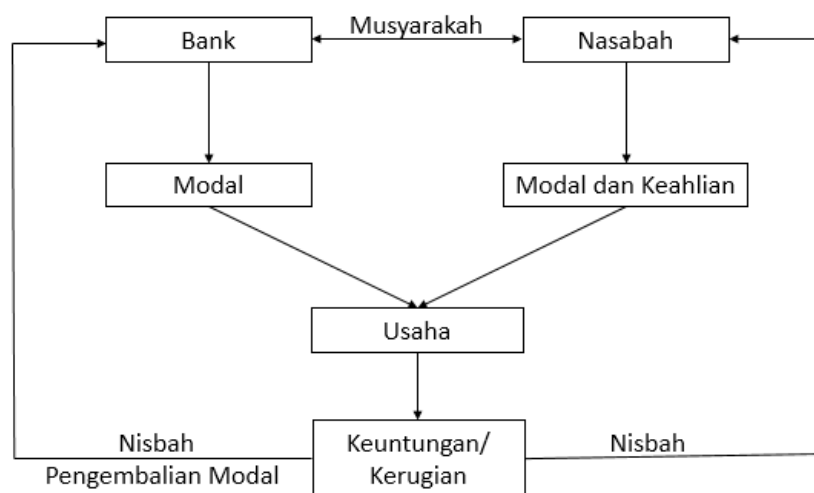 Musyarakah
Bank
Nasabah
Modal
Modal dan Keahlian
Usaha
Nisbah
Pengembalian Modal
Keuntungan/
Kerugian
Nisbah